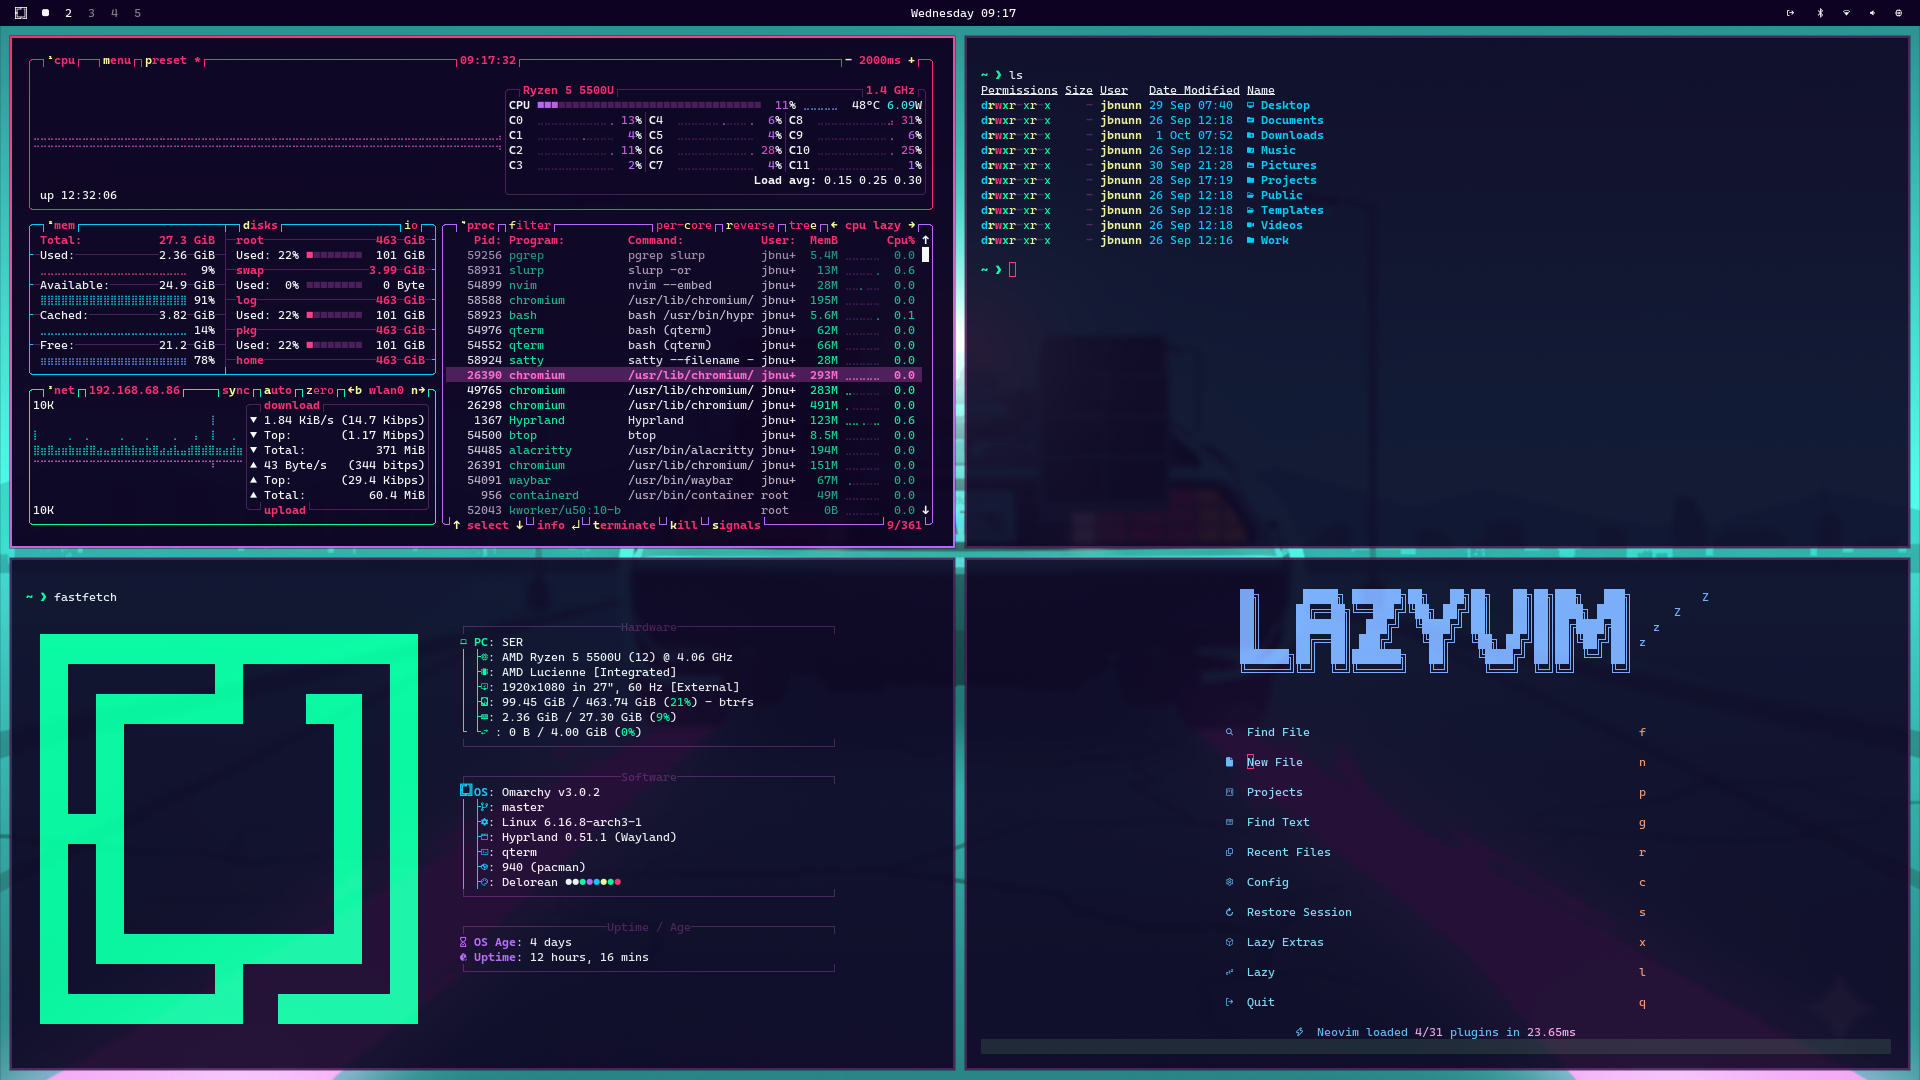 2 3 4 5
Wednesday 09:17
¹cpu menu preset * 09:17:32 - 2000ms +
Ryzen 5 5500U 1.4 GHz
CPU 11% 48°C 6.09W
C0 13% C4 6% C8 31%
C1 4% C5 4% C9 6%
C2 11% C6 28% C10 25%
C3 2% C7 4% C11 1%
Load avg: 0.15 0.25 0.30
up 12:32:06
²mem disks io
Total: 27.3 GiB root 463 GiB
Used: 2.36 GiB Used: 22% 101 GiB
9% swap 3.99 GiB
Available: 24.9 GiB Used: 0% 0 Byte
91% log 463 GiB
Cached: 3.82 GiB Used: 22% 101 GiB
14% pkg 463 GiB
Free: 21.2 GiB Used: 22% 101 GiB
78% home 463 GiB
³net 192.168.68.86 sync auto zero ←b wlan0 n→
10K download
▼ 1.84 KiB/s (14.7 Kibps)
▼ Top: (1.17 Mibps)
▼ Total: 371 MiB
▲ 43 Byte/s (344 bitps)
▲ Top: (29.4 Kibps)
▲ Total: 60.4 MiB
10K upload
⁴proc filter per-core reverse tree ← cpu lazy →
Pid: Program: Command: User: MemB Cpu% ↑
59256 pgrep pgrep slurp jbnu+ 5.4M 0.0
58931 slurp slurp -or jbnu+ 13M 0.6
54899 nvim nvim --embed jbnu+ 28M 0.0
58588 chromium /usr/lib/chromium/ jbnu+ 195M 0.0
58923 bash bash /usr/bin/hypr jbnu+ 5.6M 0.1
54976 qterm bash (qterm) jbnu+ 62M 0.0
54552 qterm bash (qterm) jbnu+ 66M 0.0
58924 satty satty --filename - jbnu+ 28M 0.0
26390 chromium /usr/lib/chromium/ jbnu+ 293M 0.0
49765 chromium /usr/lib/chromium/ jbnu+ 283M 0.0
26298 chromium /usr/lib/chromium/ jbnu+ 491M 0.0
1367 Hyprland Hyprland jbnu+ 123M 0.6
54500 btop btop jbnu+ 8.5M 0.0
54485 alacritty /usr/bin/alacritty jbnu+ 194M 0.0
26391 chromium /usr/lib/chromium/ jbnu+ 151M 0.0
54091 waybar /usr/bin/waybar jbnu+ 67M 0.0
956 containerd /usr/bin/container root 49M 0.0
52043 kworker/u50:10-b root 0B 0.0 ↓
↑ select ↓ info ↵ terminate kill signals 9/361
~ ❯ ls
Permissions Size User Date Modified Name
drwxr-xr-x - jbnunn 29 Sep 07:40 Desktop
drwxr-xr-x - jbnunn 26 Sep 12:18 Documents
drwxr-xr-x - jbnunn 1 Oct 07:52 Downloads
drwxr-xr-x - jbnunn 26 Sep 12:18 Music
drwxr-xr-x - jbnunn 30 Sep 21:28 Pictures
drwxr-xr-x - jbnunn 28 Sep 17:19 Projects
drwxr-xr-x - jbnunn 26 Sep 12:18 Public
drwxr-xr-x - jbnunn 26 Sep 12:18 Templates
drwxr-xr-x - jbnunn 26 Sep 12:18 Videos
drwxr-xr-x - jbnunn 26 Sep 12:16 Work
~ ❯
~ ❯ fastfetch
Hardware
PC: SER
: AMD Ryzen 5 5500U (12) @ 4.06 GHz
: AMD Lucienne [Integrated]
: 1920x1080 in 27", 60 Hz [External]
: 99.45 GiB / 463.74 GiB (21%) - btrfs
: 2.36 GiB / 27.30 GiB (9%)
: 0 B / 4.00 GiB (0%)
Software
OS: Omarchy v3.0.2
: master
: Linux 6.16.8-arch3-1
: Hyprland 0.51.1 (Wayland)
: qterm
: 940 (pacman)
: Delorean
Uptime / Age
OS Age: 4 days
Uptime: 12 hours, 16 mins
LAZYVIM z z z Z
Find File f
New File n
Projects p
Find Text g
Recent Files r
Config c
Restore Session s
Lazy Extras x
Lazy l
Quit q
Neovim loaded 4/31 plugins in 23.65ms